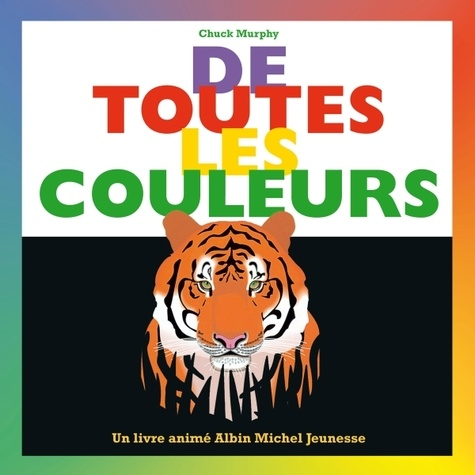 Chuck Murphy
DE
TOUTES
LES
COULEURS
Un livre animé Albin Michel Jeunesse